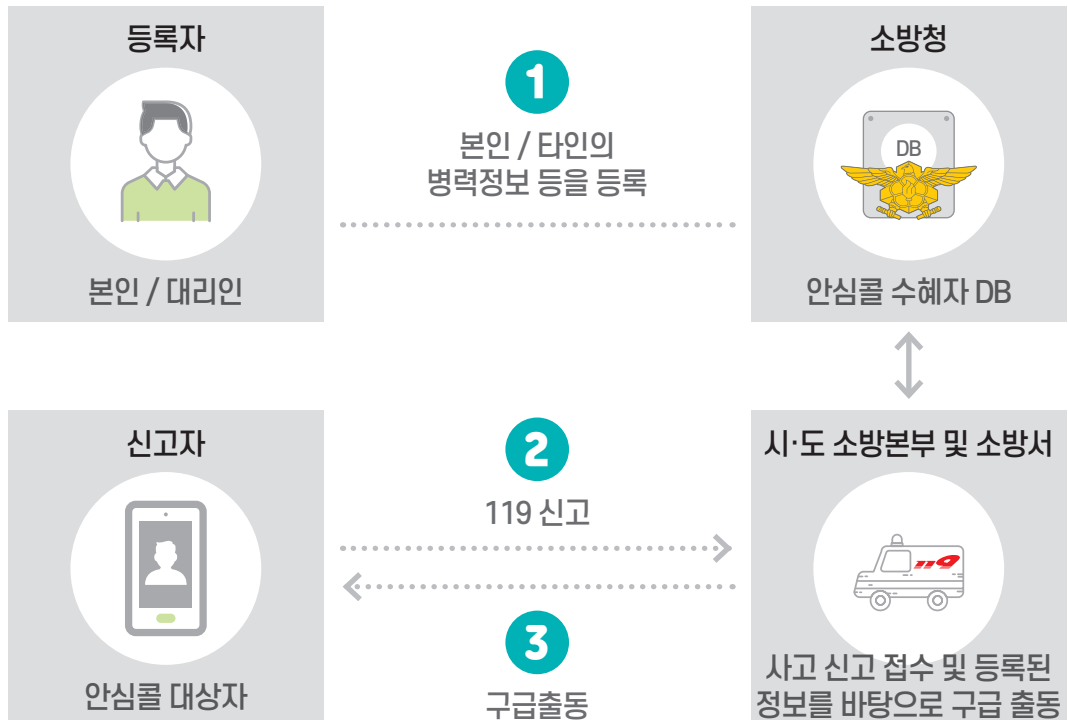 등록자
본인 / 대리인
1
본인 / 타인의
병력정보 등을 등록
소방청
DB
안심콜 수혜자 DB
신고자
안심콜 대상자
2
119 신고
3
구급출동
시·도 소방본부 및 소방서
119
사고 신고 접수 및 등록된
정보를 바탕으로 구급 출동